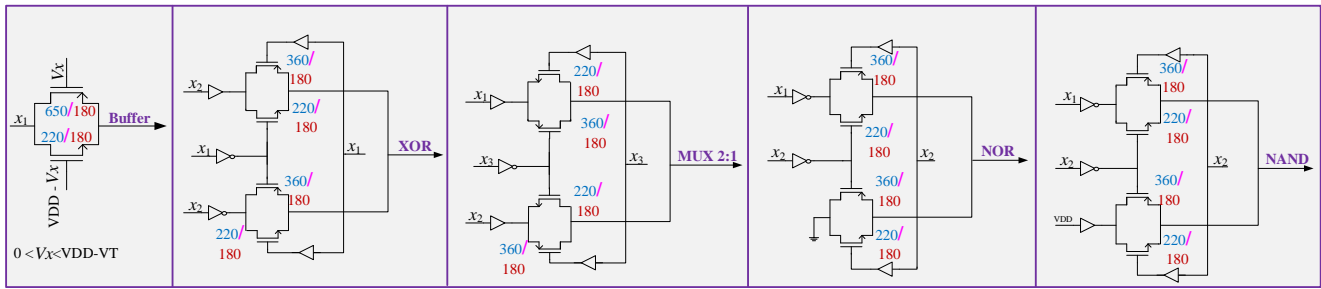 Vx
650/180
x1
Buffer
220/180
VDD - Vx
0 <Vx<VDD-VT
360/
180
x2
220/
180
x1
x1
XOR
360/
180
x2
220/
180
220/
180
x1
360/
180
x3
x3
MUX 2:1
220/
180
x2
360/
180
360/
180
x1
220/
180
x2
x2
NOR
360/
180
220/
180
360/
180
x1
220/
180
x2
x2
NAND
360/
180
VDD
220/
180